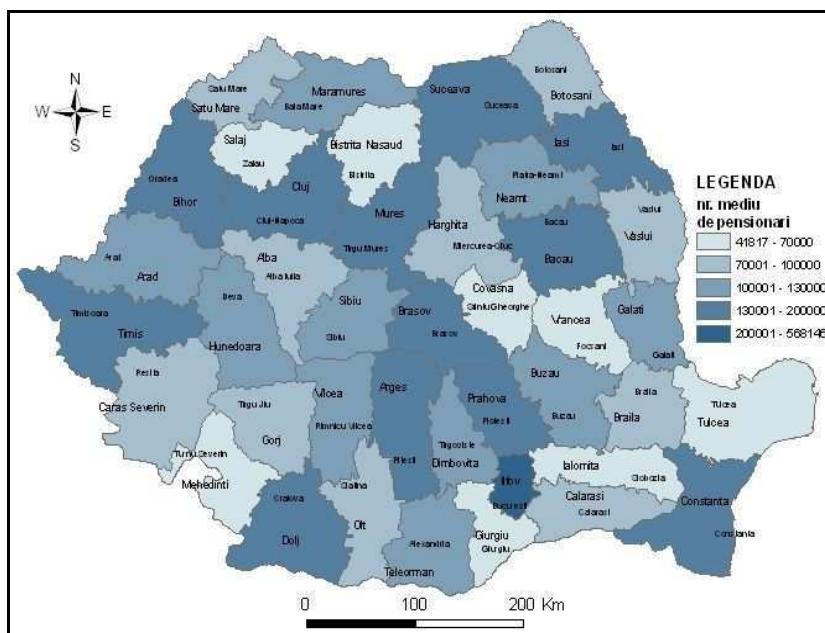 N
W E
S
Satu Mare
Satu Mare
Maramures
Baia Mare
Suceava
Suceava
Botosani
Botosani
Salaj
Zalau
Bistrita Nasaud
Bistrita
Iasi
Iasi
Oradea
Bihor
Cluj
Cluj-Napoca
Mures
Tirgu Mures
Piatra-Neamt
Neamt
Harghita
Miercurea-Ciuc
Bacau
Bacau
Vaslui
Vaslui
LEGENDA
nr. mediu
de pensionari
41817 - 70000
70001 - 100000
100001 - 130000
130001 - 200000
200001 - 568146
Arad
Arad
Alba
Alba Iulia
Timisoara
Timis
Deva
Hunedoara
Sibiu
Sibiu
Brasov
Brasov
Covasna
Sfintu Gheorghe
Vrancea
Focsani
Galati
Galati
Resita
Caras Severin
Tirgu Jiu
Gorj
Vilcea
Rimnicu Vilcea
Arges
Pitesti
Prahova
Ploiesti
Tirgoviste
Dimbovita
Buzau
Buzau
Braila
Braila
Tulcea
Tulcea
Turnu Severin
Mehedinti
Craiova
Dolj
Slatina
Olt
Alexandria
Teleorman
Ilfov
Bucuresti
Giurgiu
Giurgiu
Ialomita
Slobozia
Calarasi
Calarasi
Constanta
Constanta
0 100 200 Km